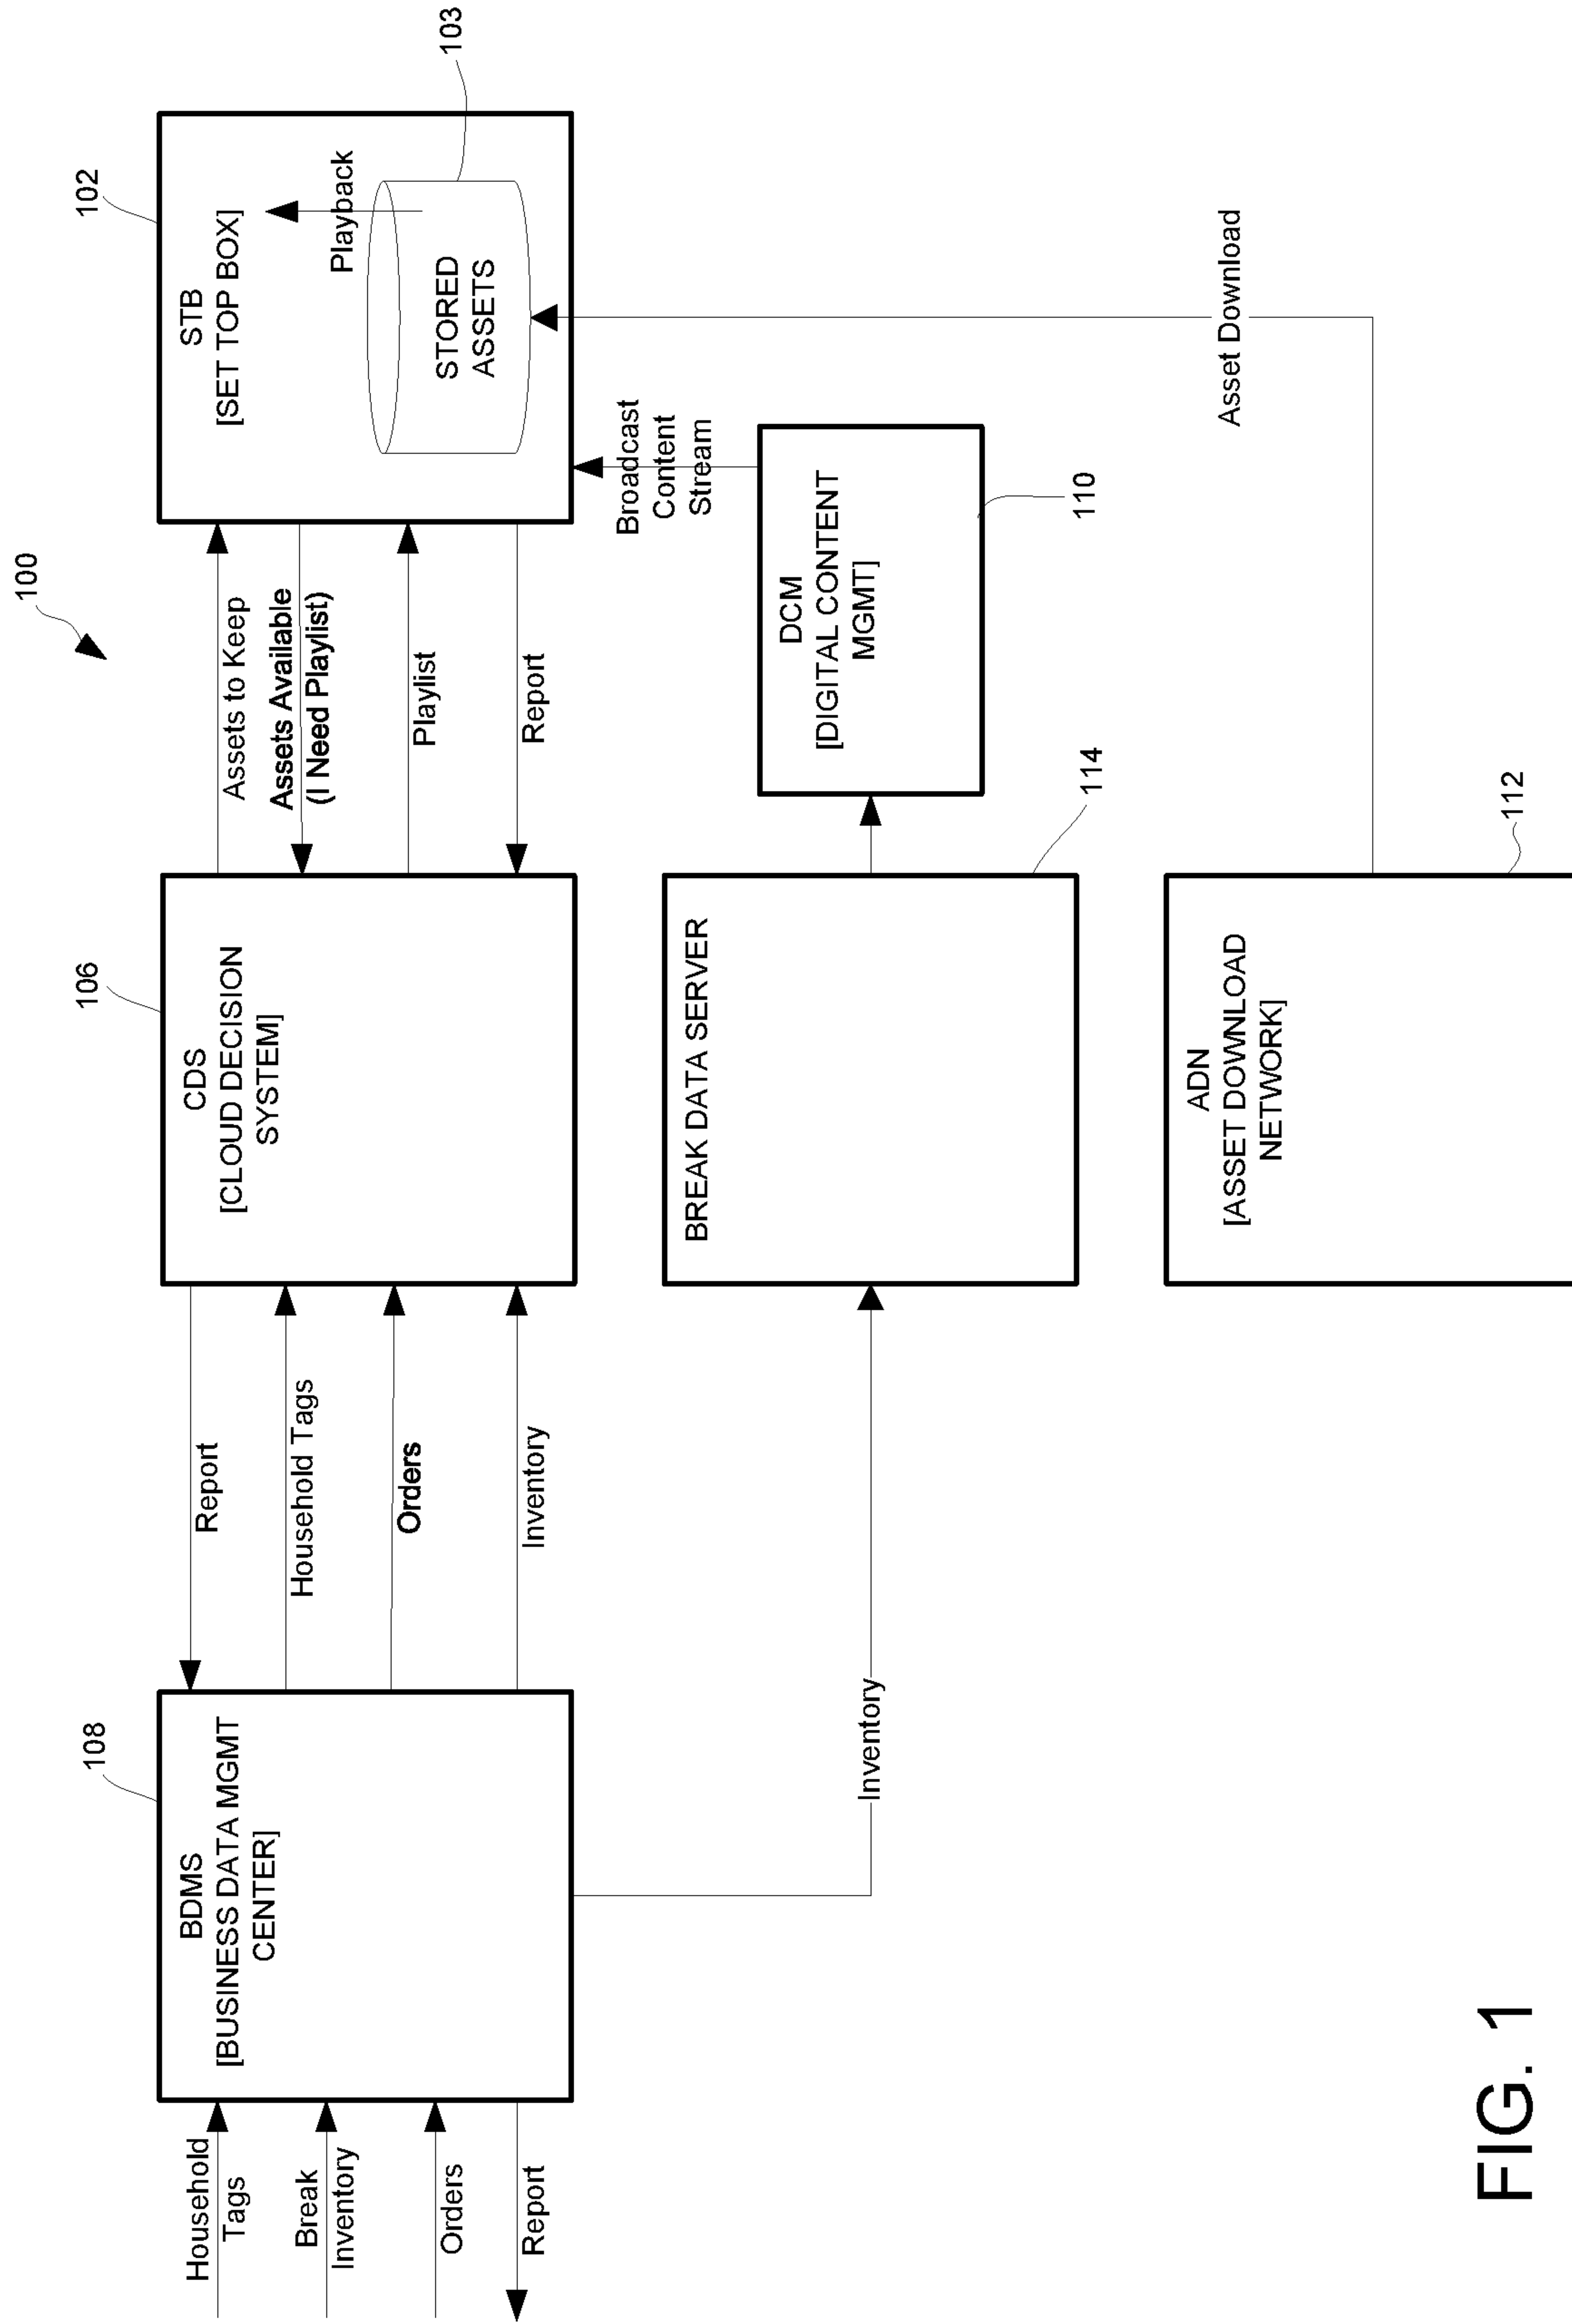 100
108
BDMS
[BUSINESS DATA MGMT
CENTER]
Household
Tags
Break
Inventory
Orders
Report
Report
Household Tags
Orders
Inventory
106
CDS
[CLOUD DECISION
SYSTEM]
Assets to Keep
Assets Available
(I Need Playlist)
Playlist
Report
102
STB
[SET TOP BOX]
Playback
STORED
ASSETS
103
Inventory
BREAK DATA SERVER
114
DCM
[DIGITAL CONTENT
MGMT]
110
Broadcast
Content
Stream
ADN
[ASSET DOWNLOAD
NETWORK]
112
Asset Download
FIG. 1